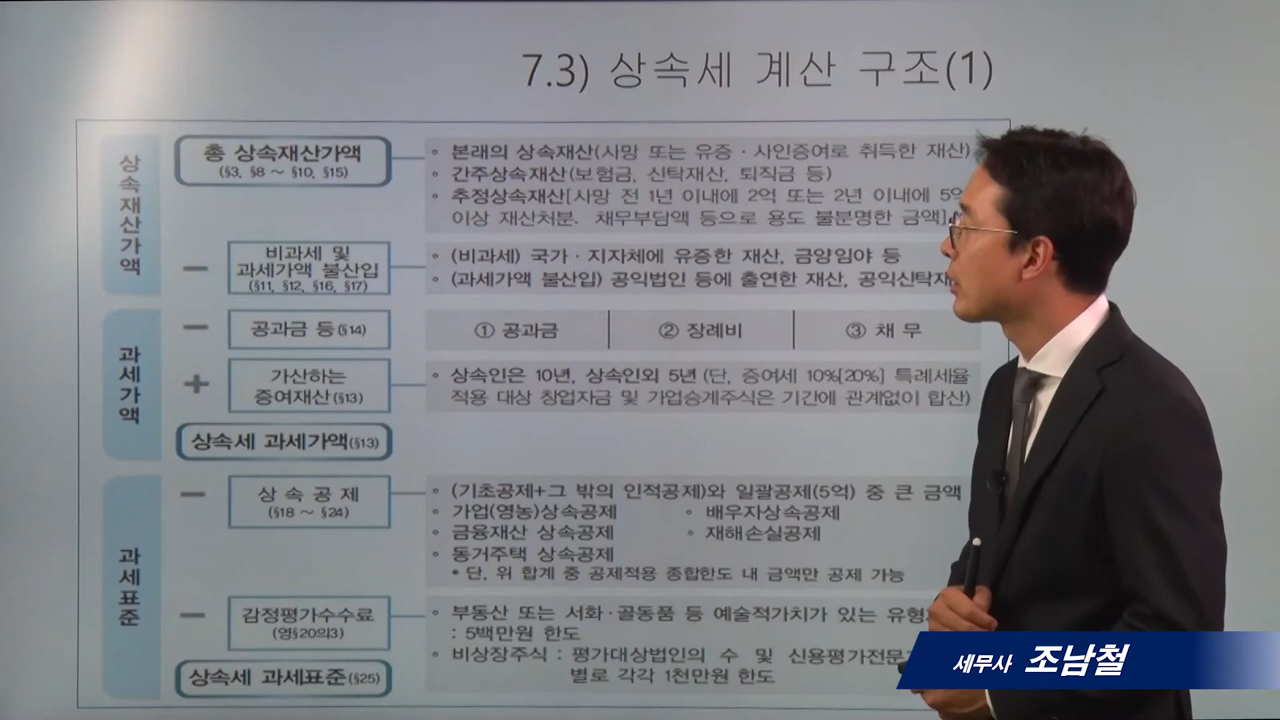 7.3) 상속세 계산 구조(1)
상속재산가액
총 상속재산가액
(§3, §8 ~ §10, §15)
◦ 본래의 상속재산(사망 또는 유증 · 사인증여로 취득한 재산)
◦ 간주상속재산(보험금, 신탁재산, 퇴직금 등)
◦ 추정상속재산[사망 전 1년 이내에 2억 또는 2년 이내에 5억
이상 재산처분, 채무부담액 등으로 용도 불분명한 금액]
−
비과세 및
과세가액 불산입
(§11, §12, §16, §17)
◦ (비과세) 국가 · 지자체에 유증한 재산, 금양임야 등
◦ (과세가액 불산입) 공익법인 등에 출연한 재산, 공익신탁재
과세가액
−
공과금 등(§14)
① 공과금
② 장례비
③ 채 무
+
가산하는
증여재산(§13)
◦ 상속인은 10년, 상속인외 5년 (단, 증여세 10%[20%] 특례세율
적용 대상 창업자금 및 가업승계주식은 기간에 관계없이 합산)
상속세 과세가액(§13)
과세표준
−
상 속 공 제
(§18 ~ §24)
◦ (기초공제+그 밖의 인적공제)와 일괄공제(5억) 중 큰 금액
◦ 가업(영농)상속공제 ◦ 배우자상속공제
◦ 금융재산 상속공제 ◦ 재해손실공제
◦ 동거주택 상속공제
* 단, 위 합계 중 공제적용 종합한도 내 금액만 공제 가능
−
감정평가수수료
(영§20의3)
◦ 부동산 또는 서화·골동품 등 예술적가치가 있는 유형
: 5백만원 한도
◦ 비상장주식 : 평가대상법인의 수 및 신용평가전문
별로 각각 1천만원 한도
상속세 과세표준(§25)
세무사 조남철